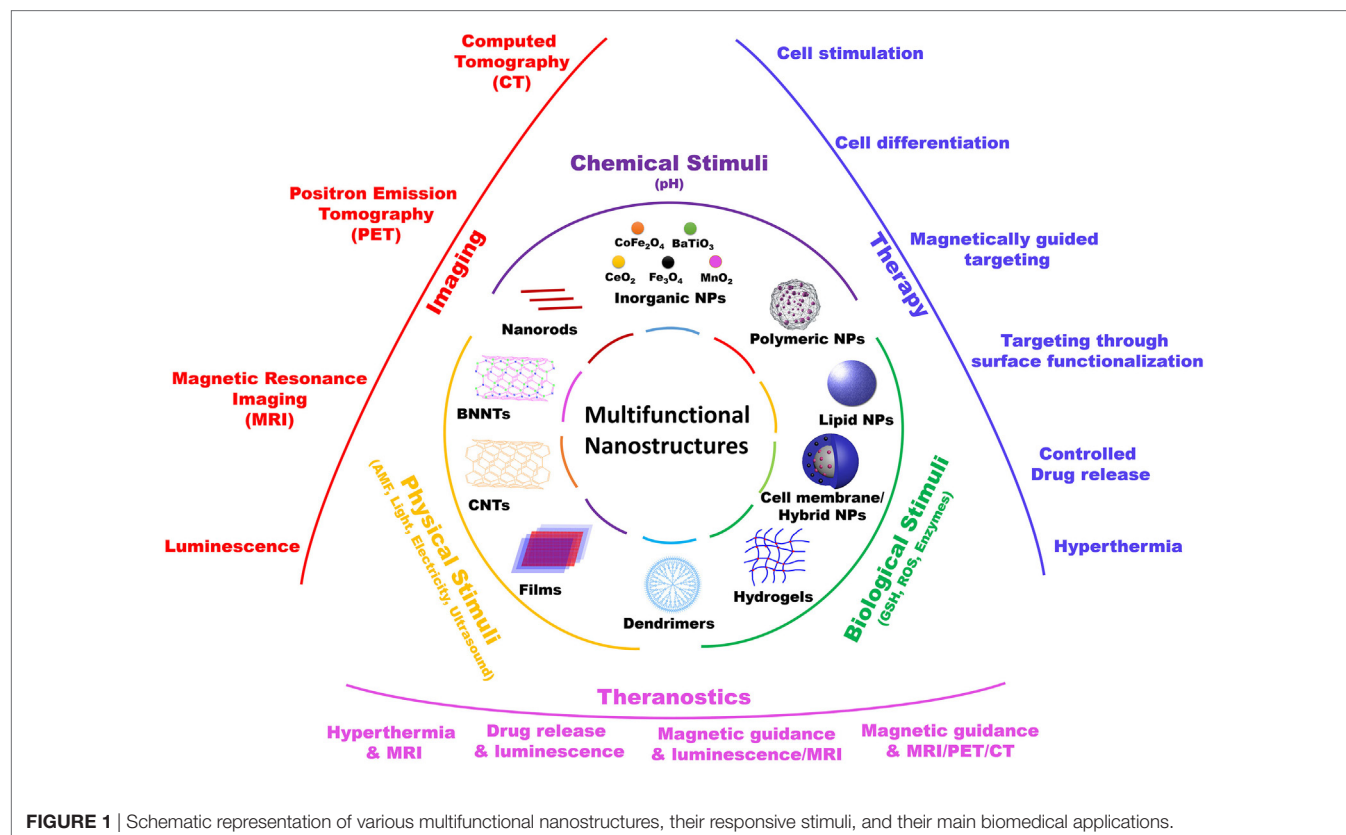 Computed
Tomography
(CT)
Positron Emission
Tomography
(PET)
Imaging
Magnetic Resonance
Imaging
(MRI)
Luminescence
Cell stimulation
Cell differentiation
Magnetically guided
targeting
Therapy
Targeting through
surface functionalization
Controlled
Drug release
Hyperthermia
Chemical Stimuli
(pH)
CoFe₂O₄ BaTiO₃
CeO₂ Fe₃O₄ MnO₂
Inorganic NPs
Nanorods
Polymeric NPs
BNNTs
Lipid NPs
Multifunctional
Nanostructures
CNTs
Cell membrane/
Hybrid NPs
Films
Hydrogels
Dendrimers
Physical Stimuli
(AMF, Light, Electricity, Ultrasound)
Biological Stimuli
(GSH, ROS, Enzymes)
Theranostics
Hyperthermia
& MRI
Drug release
& luminescence
Magnetic guidance
& luminescence/MRI
Magnetic guidance
& MRI/PET/CT
FIGURE 1 | Schematic representation of various multifunctional nanostructures, their responsive stimuli, and their main biomedical applications.